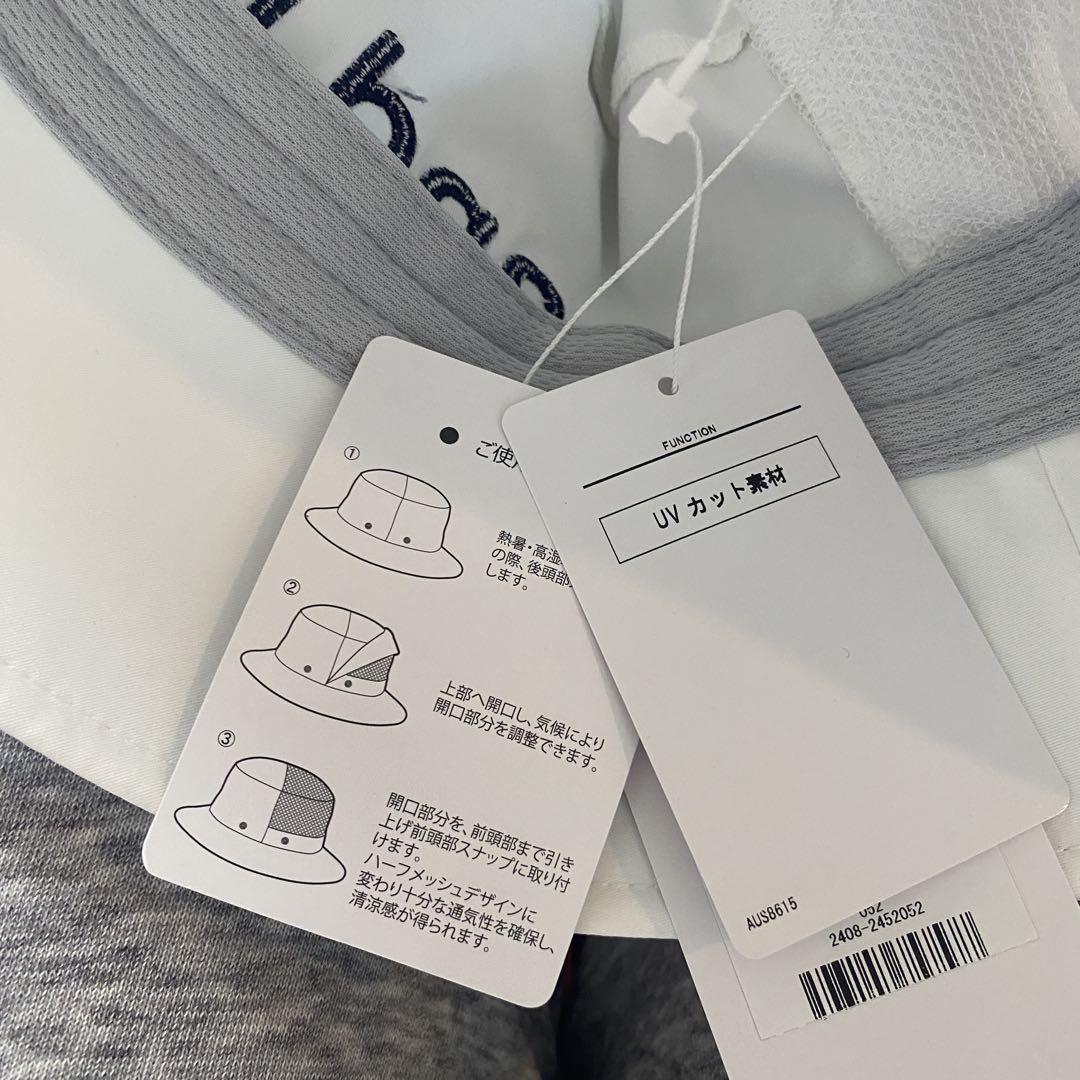 ● ご使
①
熱暑・高湿
の際、後頭部
します。
②
上部へ開口し、気候により
開口部分を調整できます。
③
開口部分を、前頭部まで引き
上げ前頭部スナップに取り付
けます。
ハーフメッシュデザインに
変わり十分な通気性を確保し、
清涼感が得られます。
FUNCTION
UV カット素材
AUS8615
052
2408-2452052